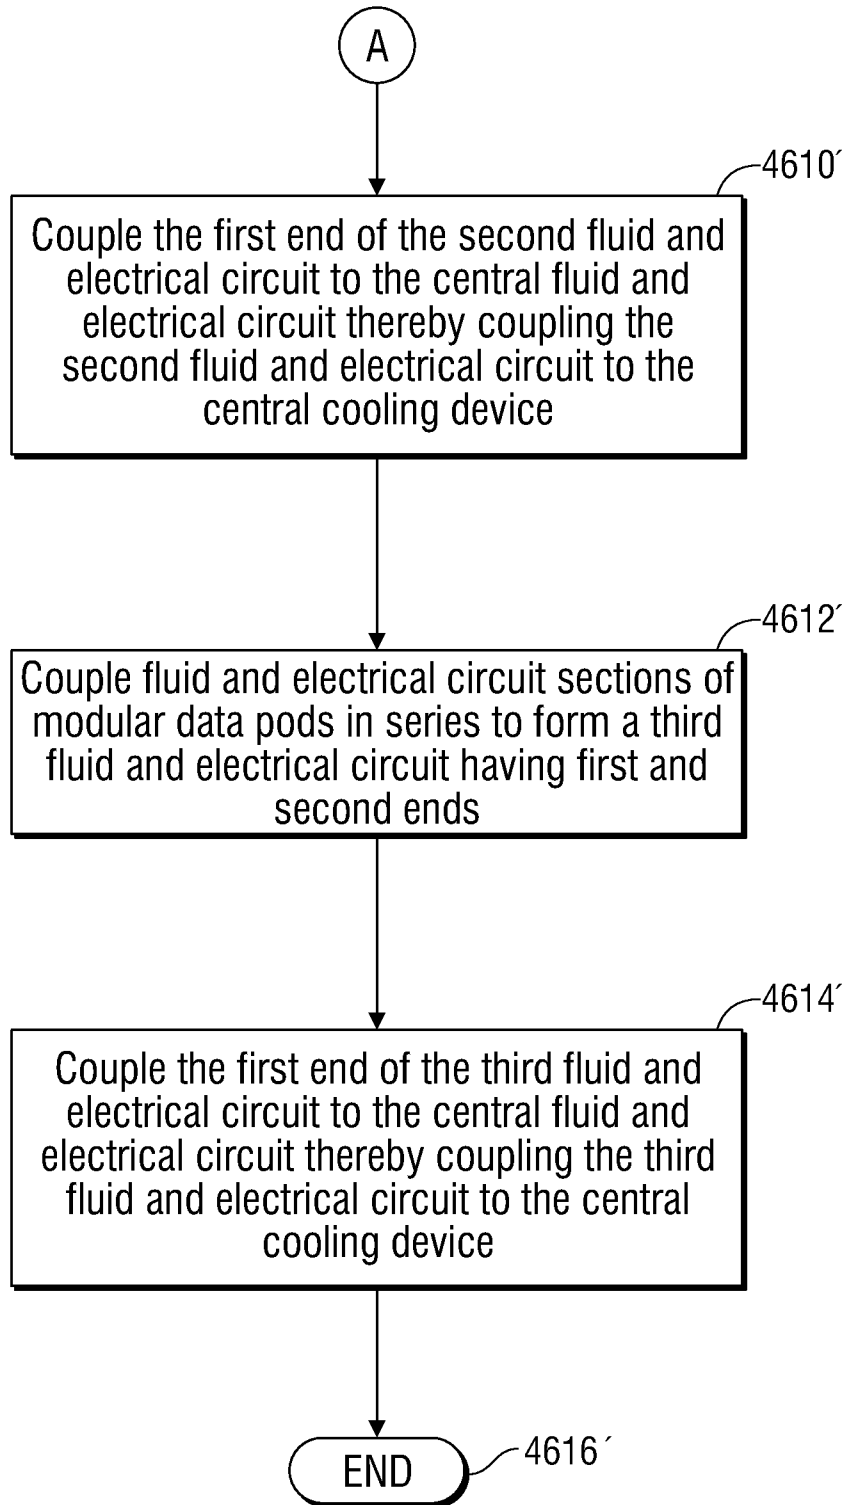 A
4610´
Couple the first end of the second fluid and
electrical circuit to the central fluid and
electrical circuit thereby coupling the
second fluid and electrical circuit to the
central cooling device
4612´
Couple fluid and electrical circuit sections of
modular data pods in series to form a third
fluid and electrical circuit having first and
second ends
4614´
Couple the first end of the third fluid and
electrical circuit to the central fluid and
electrical circuit thereby coupling the third
fluid and electrical circuit to the central
cooling device
END
4616´